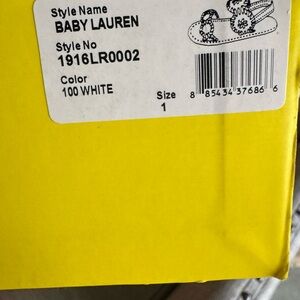 Style Name
BABY LAUREN
Style No
1916LR0002
Color
100 WHITE
Size
1
8 85434 37686 6